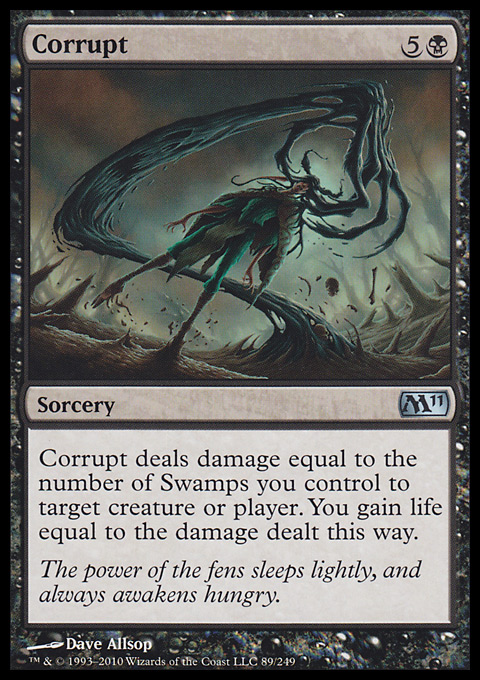 Corrupt 5
Sorcery M11
Corrupt deals damage equal to the
number of Swamps you control to
target creature or player. You gain life
equal to the damage dealt this way.
The power of the fens sleeps lightly, and
always awakens hungry.
Dave Allsop
™ & © 1993–2010 Wizards of the Coast LLC 89/249